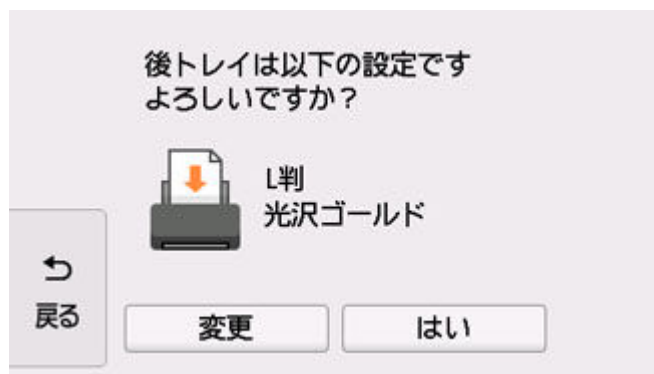 後トレイは以下の設定です
よろしいですか？
L判
光沢ゴールド
戻る
変更
はい